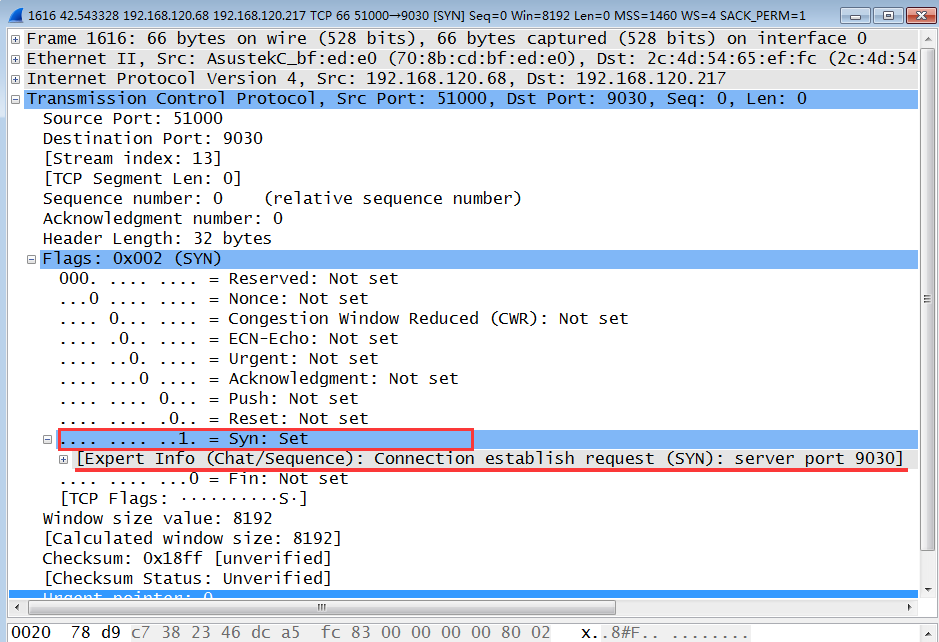 1616 42.543328 192.168.120.68 192.168.120.217 TCP 66 51000→9030 [SYN] Seq=0 Win=8192 Len=0 MSS=1460 WS=4 SACK_PERM=1
Frame 1616: 66 bytes on wire (528 bits), 66 bytes captured (528 bits) on interface 0
Ethernet II, Src: AsustekC_bf:ed:e0 (70:8b:cd:bf:ed:e0), Dst: 2c:4d:54:65:ef:fc (2c:4d:54
Internet Protocol Version 4, Src: 192.168.120.68, Dst: 192.168.120.217
Transmission Control Protocol, Src Port: 51000, Dst Port: 9030, Seq: 0, Len: 0
Source Port: 51000
Destination Port: 9030
[Stream index: 13]
[TCP Segment Len: 0]
Sequence number: 0    (relative sequence number)
Acknowledgment number: 0
Header Length: 32 bytes
Flags: 0x002 (SYN)
000. .... .... = Reserved: Not set
...0 .... .... = Nonce: Not set
.... 0... .... = Congestion Window Reduced (CWR): Not set
.... .0.. .... = ECN-Echo: Not set
.... ..0. .... = Urgent: Not set
.... ...0 .... = Acknowledgment: Not set
.... .... 0... = Push: Not set
.... .... .0.. = Reset: Not set
.... .... ..1. = Syn: Set
[Expert Info (Chat/Sequence): Connection establish request (SYN): server port 9030]
.... .... ...0 = Fin: Not set
[TCP Flags: ··········S·]
Window size value: 8192
[Calculated window size: 8192]
Checksum: 0x18ff [unverified]
[Checksum Status: Unverified]
Urgent pointer: 0
0020  78 d9 c7 38 23 46 dc a5  fc 83 00 00 00 00 80 02   x..8#F.. ........